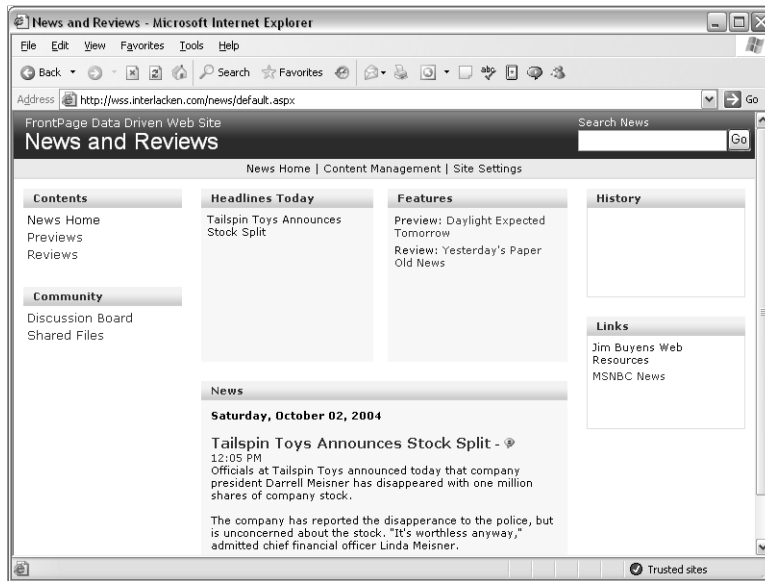 News and Reviews - Microsoft Internet Explorer
File Edit View Favorites Tools Help
Back Search Favorites
Address http://wss.interlacken.com/news/default.aspx Go
FrontPage Data Driven Web Site
News and Reviews
Search News
Go
News Home | Content Management | Site Settings
Contents
News Home
Previews
Reviews
Community
Discussion Board
Shared Files
Headlines Today
Tailspin Toys Announces
Stock Split
Features
Preview: Daylight Expected
Tomorrow
Review: Yesterday's Paper
Old News
History
Links
Jim Buyens Web
Resources
MSNBC News
News
Saturday, October 02, 2004
Tailspin Toys Announces Stock Split -
12:05 PM
Officials at Tailspin Toys announced today that company
president Darrell Meisner has disappeared with one million
shares of company stock.
The company has reported the disapperance to the police, but
is unconcerned about the stock. "It's worthless anyway,"
admitted chief financial officer Linda Meisner.
Trusted sites